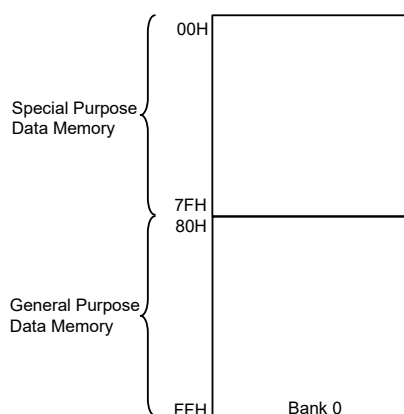 00H
Special Purpose
Data Memory
7FH
80H
General Purpose
Data Memory
FFH
Bank 0